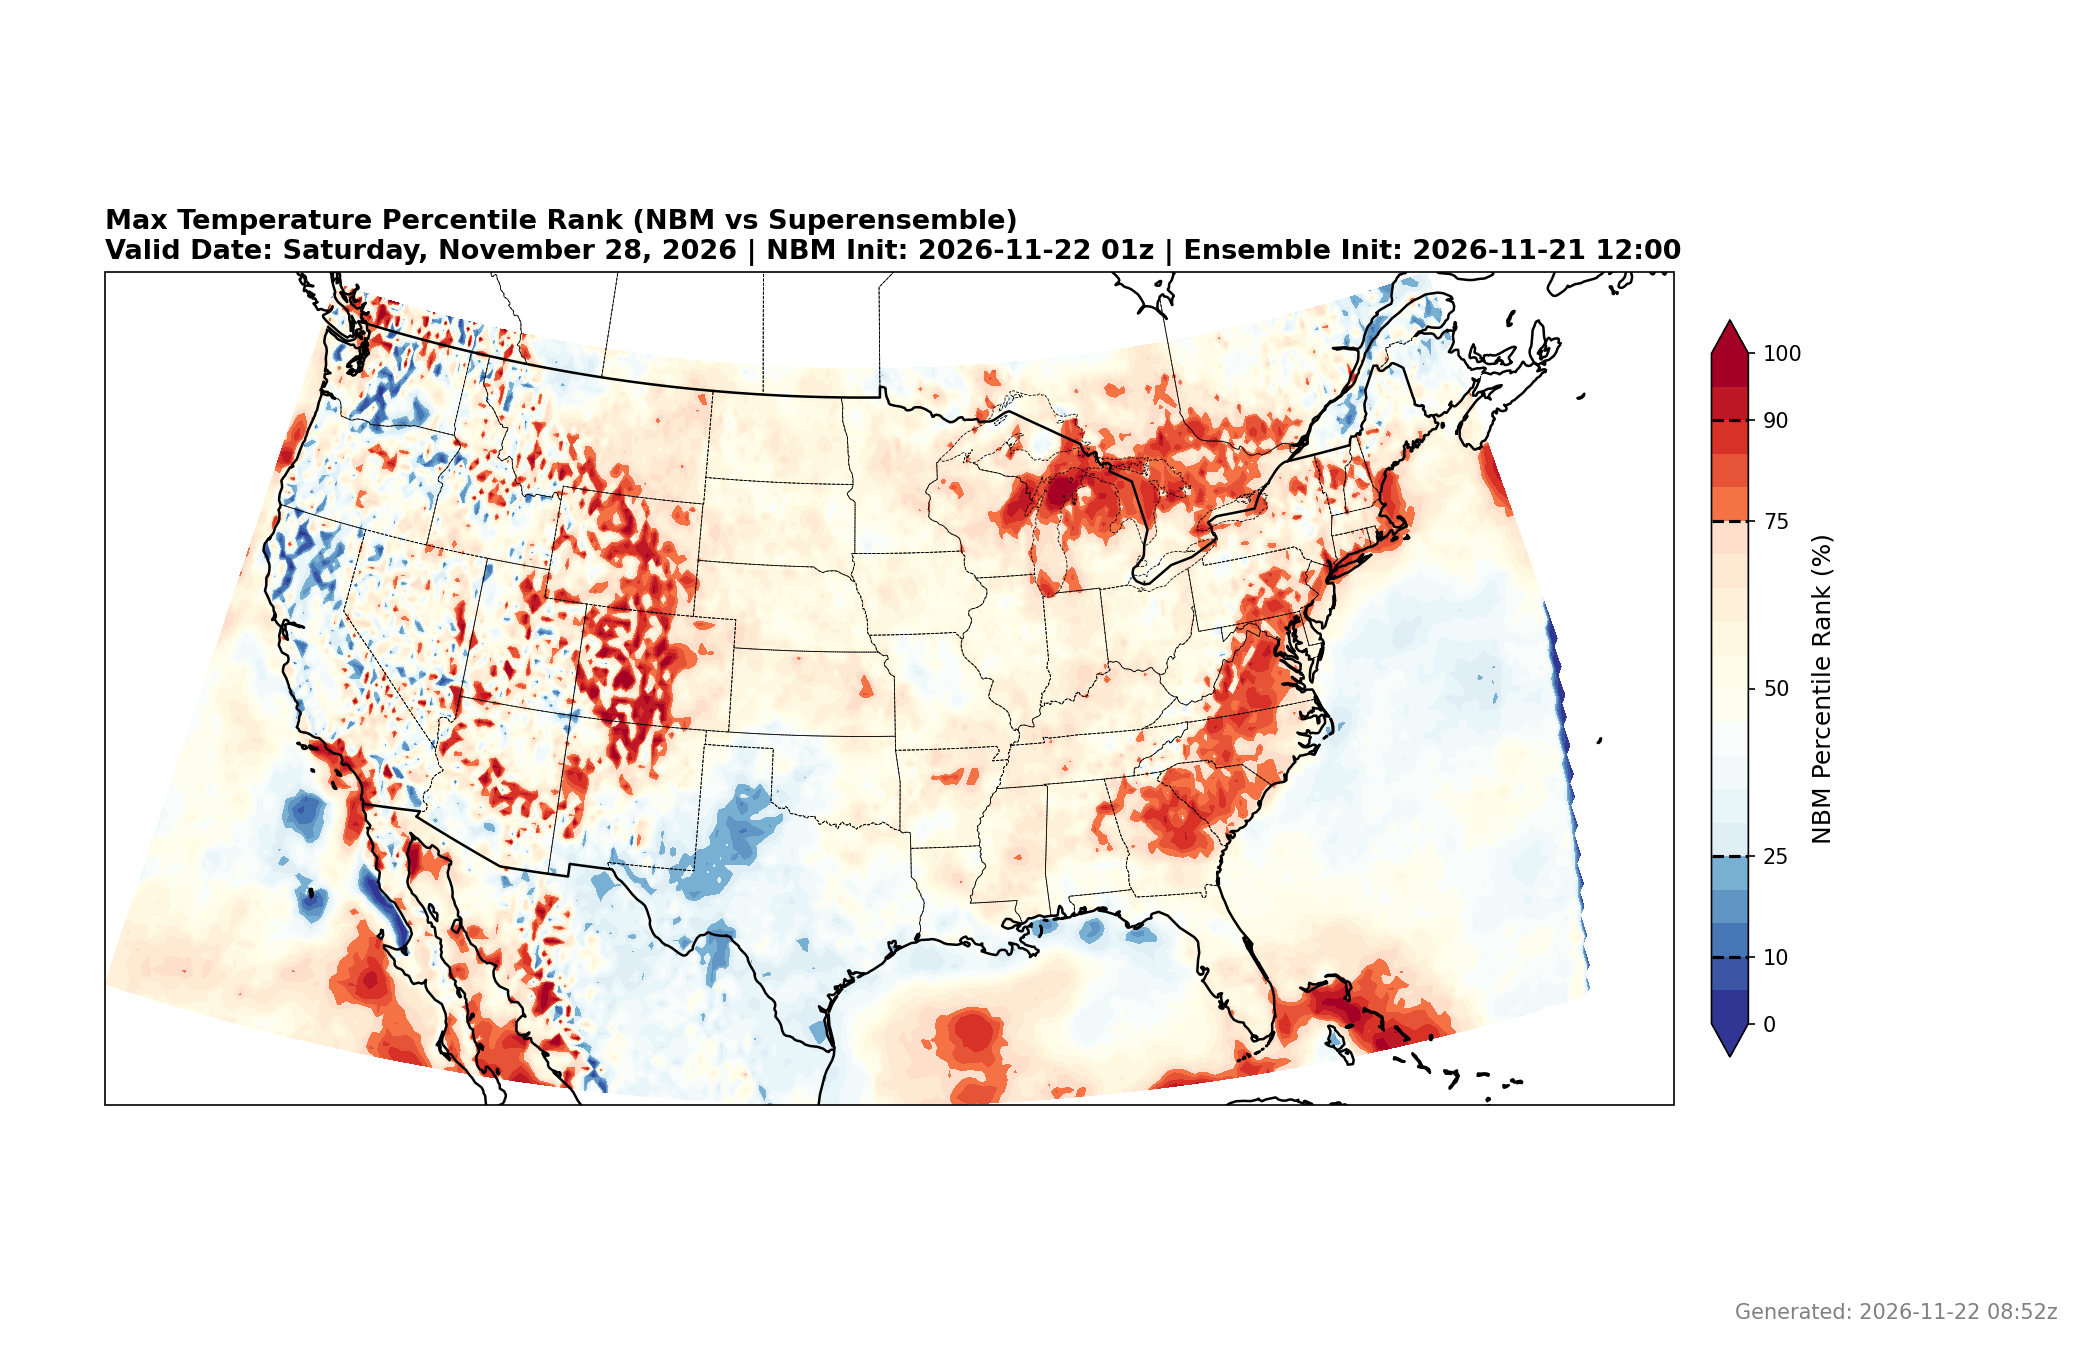 Max Temperature Percentile Rank (NBM vs Superensemble)
Valid Date: Saturday, November 28, 2026 | NBM Init: 2026-11-22 01z | Ensemble Init: 2026-11-21 12:00
100
90
75
50
25
10
0
NBM Percentile Rank (%)
Generated: 2026-11-22 08:52z